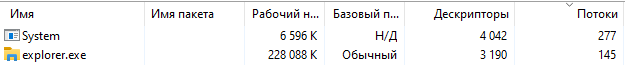 Имя Имя пакета Рабочий н... Базовый п... Дескрипторы Потоки
System 6 596 К Н/Д 4 042 277
explorer.exe 228 088 К Обычный 3 190 145